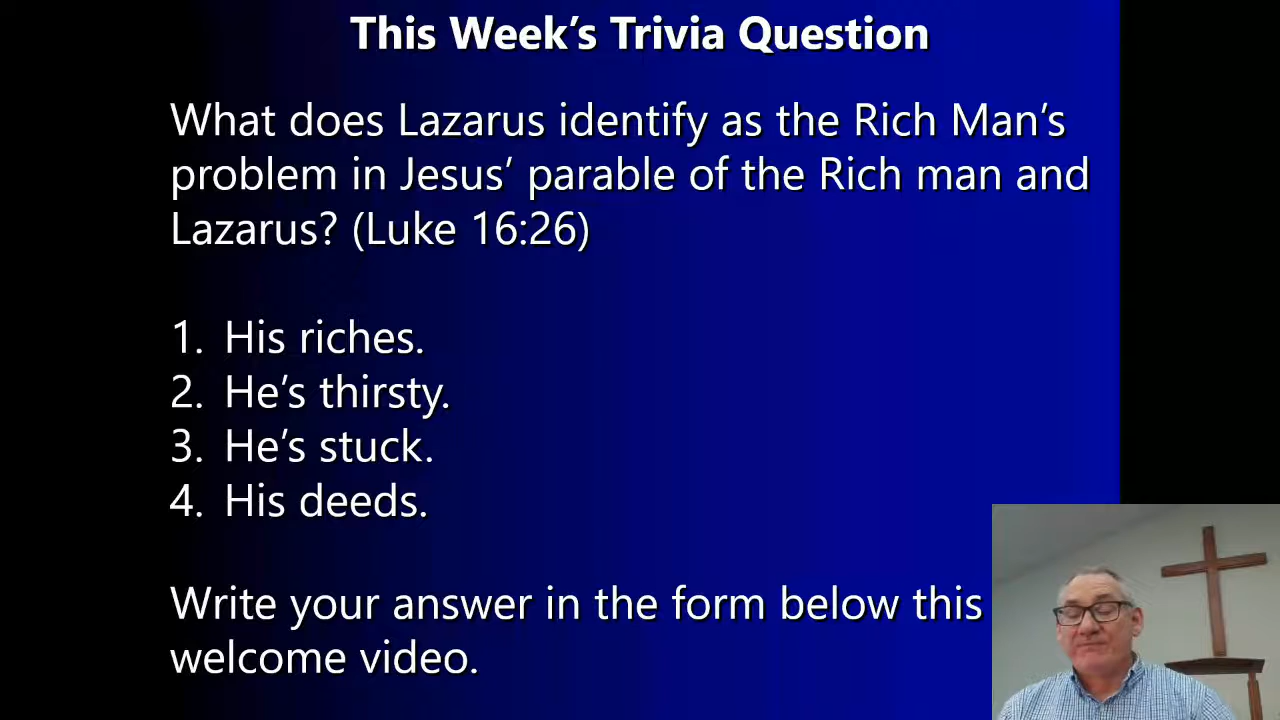 This Week’s Trivia Question
What does Lazarus identify as the Rich Man’s
problem in Jesus’ parable of the Rich man and
Lazarus? (Luke 16:26)
1. His riches.
2. He’s thirsty.
3. He’s stuck.
4. His deeds.
Write your answer in the form below this
welcome video.